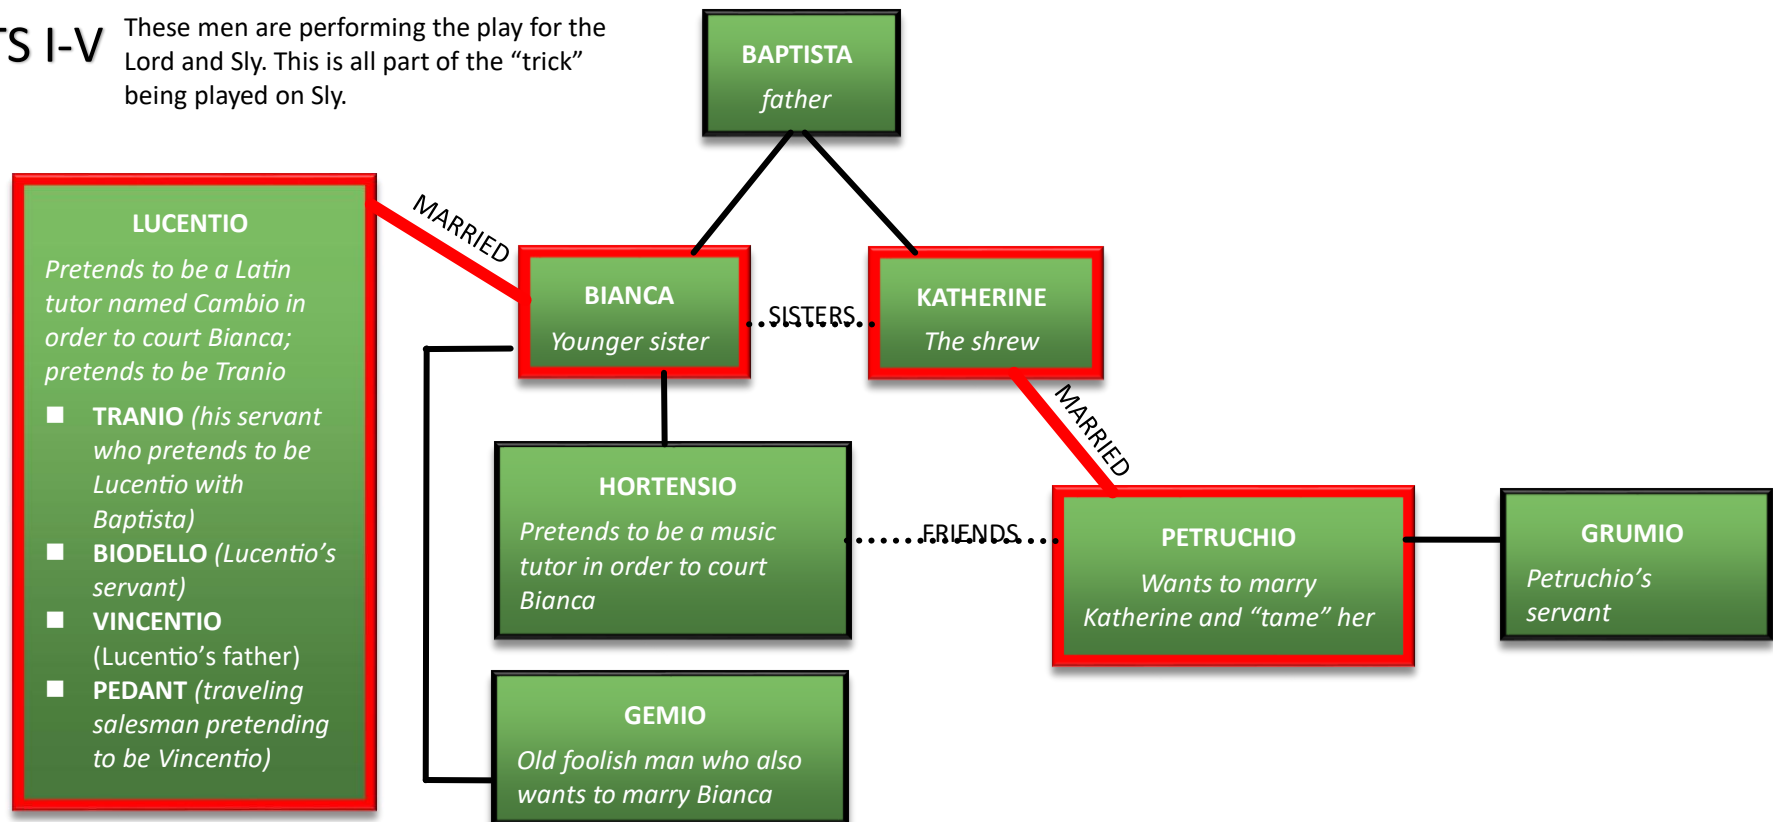 TS I-V
These men are performing the play for the
Lord and Sly. This is all part of the “trick”
being played on Sly.
BAPTISTA
father
LUCENTIO
Pretends to be a Latin
tutor named Cambio in
order to court Bianca;
pretends to be Tranio
TRANIO (his servant
who pretends to be
Lucentio with
Baptista)
BIODELLO (Lucentio’s
servant)
VINCENTIO
(Lucentio’s father)
PEDANT (traveling
salesman pretending
to be Vincentio)
MARRIED
BIANCA
Younger sister
SISTERS
KATHERINE
The shrew
MARRIED
HORTENSIO
Pretends to be a music
tutor in order to court
Bianca
FRIENDS
PETRUCHIO
Wants to marry
Katherine and “tame” her
GRUMIO
Petruchio’s
servant
GEMIO
Old foolish man who also
wants to marry Bianca